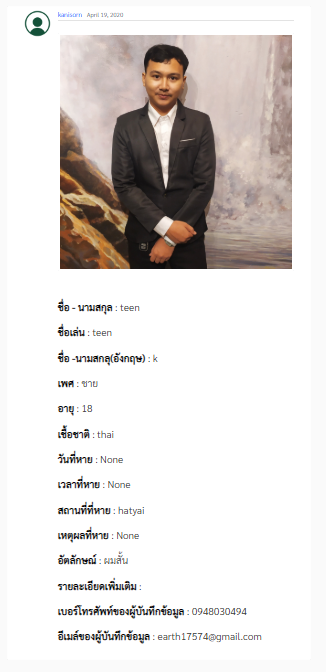 kanisorn April 19, 2020
ชื่อ - นามสกุล : teen
ชื่อเล่น : teen
ชื่อ -นามสกลุ(อังกฤษ) : k
เพศ : ชาย
อายุ : 18
เชื้อชาติ : thai
วันที่หาย : None
เวลาที่หาย : None
สถานที่ที่หาย : hatyai
เหตุผลที่หาย : None
อัตลักษณ์ : ผมสั้น
รายละเอียดเพิ่มเติม :
เบอร์โทรศัพท์ของผู้บันทึกข้อมูล : 0948030494
อีเมล์ของผู้บันทึกข้อมูล : earth17574@gmail.com